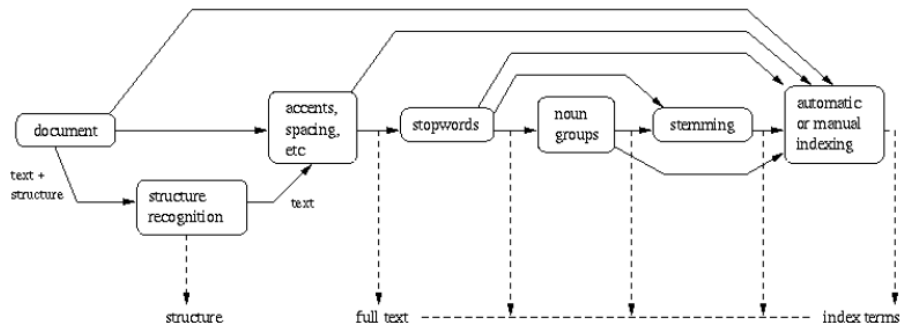 document
text +
structure
structure
recognition
text
accents,
spacing,
etc
stopwords
noun
groups
stemming
automatic
or manual
indexing
structure
full text
index terms